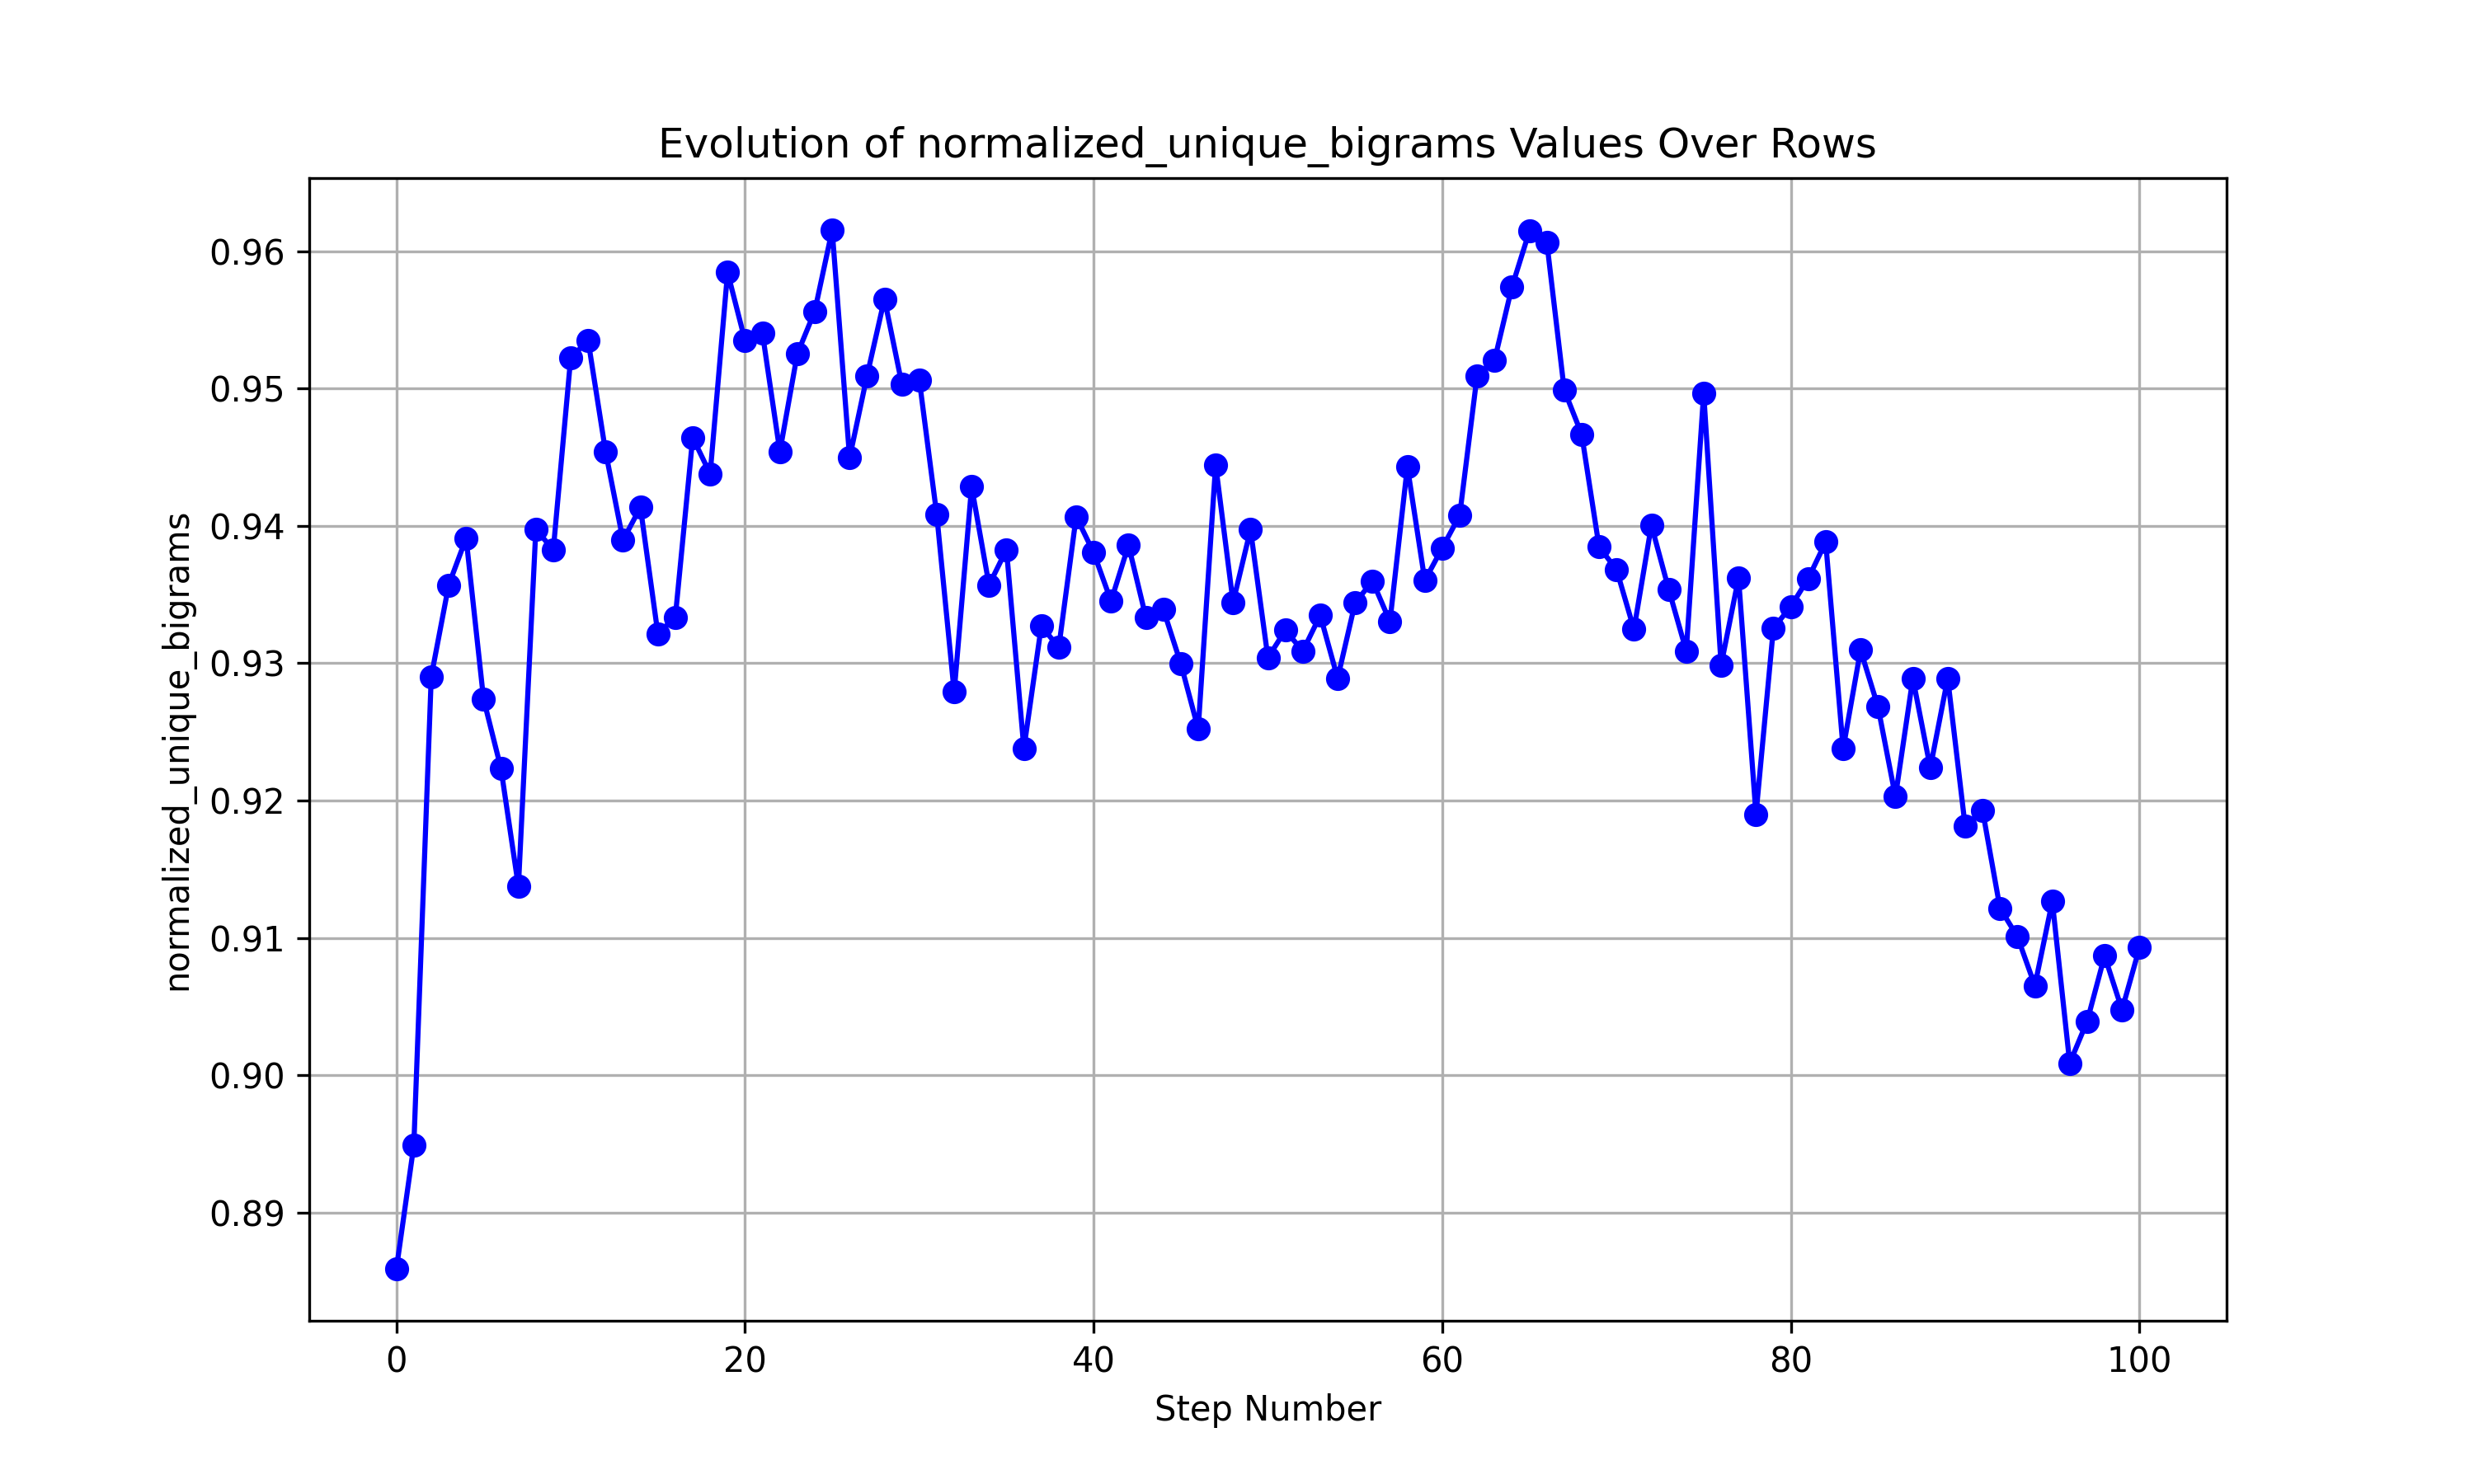 Evolution of normalized_unique_bigrams Values Over Rows
normalized_unique_bigrams
0.96
0.95
0.94
0.93
0.92
0.91
0.90
0.89
0 20 40 60 80 100
Step Number